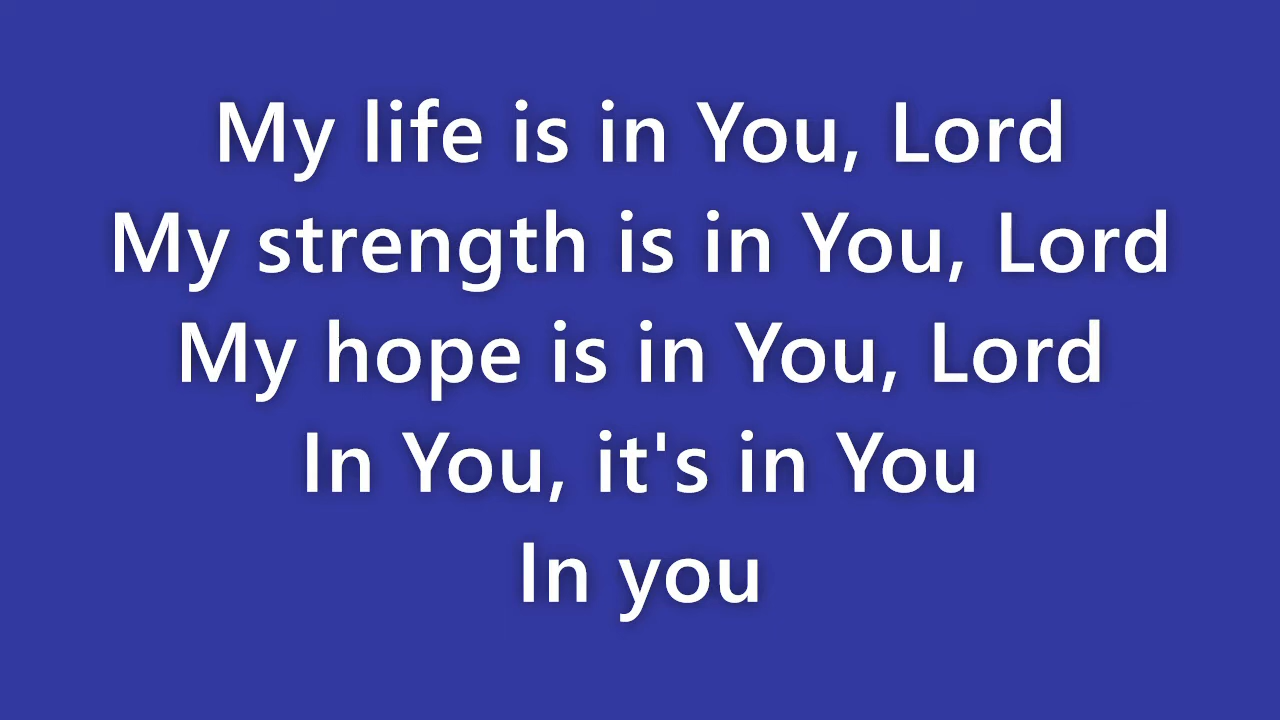 My life is in You, Lord
My strength is in You, Lord
My hope is in You, Lord
In You, it's in You
In you